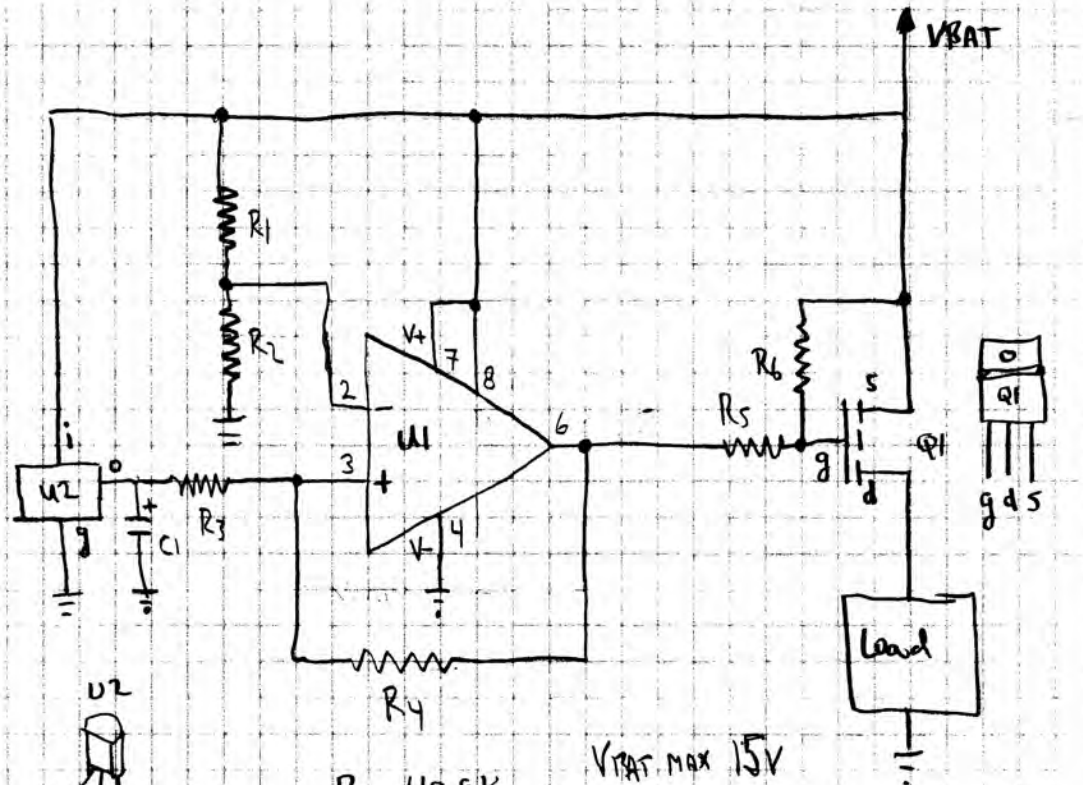 VBAT
R1
R2
V+
7
8
2
-
U1
6
3
+
4
V-
i
U2
o
g
C1
R3
R4
R5
R6
s
g
d
Q1
Q1
g d s
Load
U2
VBAT MAX 15V